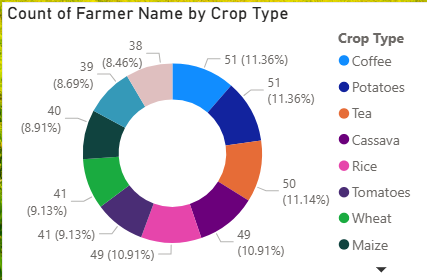 Count of Farmer Name by Crop Type
38
(8.46%)
39
(8.69%)
40
(8.91%)
41
(9.13%)
41 (9.13%)
49 (10.91%)
49
(10.91%)
50
(11.14%)
51
(11.36%)
51 (11.36%)
Crop Type
Coffee
Potatoes
Tea
Cassava
Rice
Tomatoes
Wheat
Maize